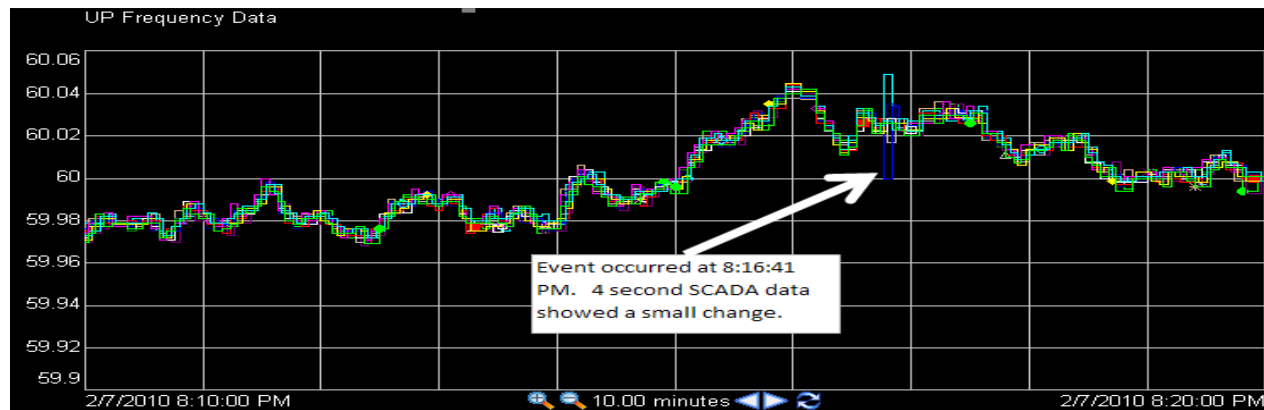 UP Frequency Data
60.06
60.04
60.02
60
59.98
59.96
59.94
59.92
59.9
Event occurred at 8:16:41
PM.   4 second SCADA data
showed a small change.
2/7/2010 8:10:00 PM
10.00 minutes
2/7/2010 8:20:00 PM